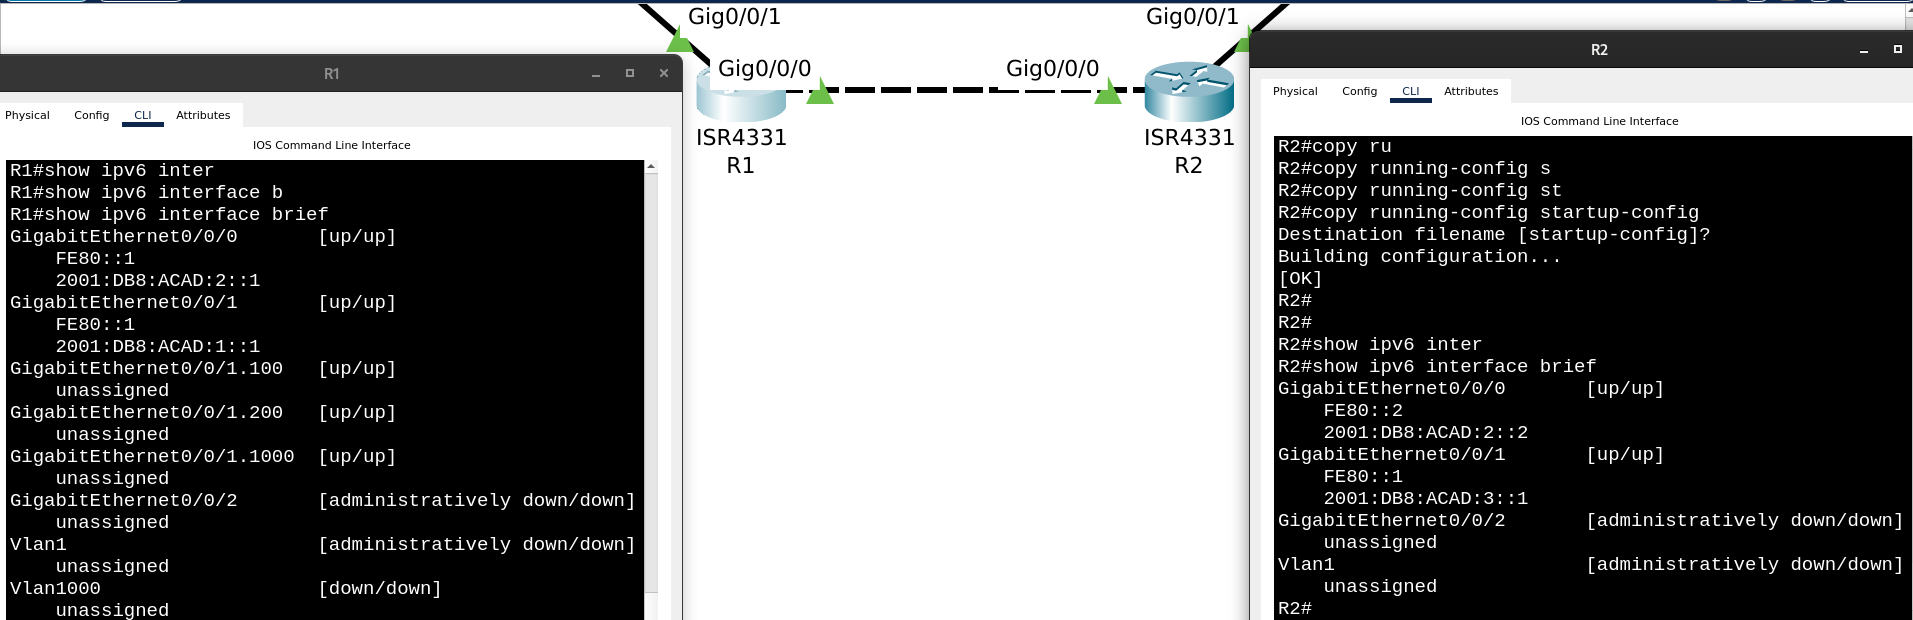 Gig0/0/1
Gig0/0/1
Gig0/0/0
Gig0/0/0
ISR4331
R1
ISR4331
R2
R1
Physical Config CLI Attributes
IOS Command Line Interface
R1#show ipv6 inter
R1#show ipv6 interface b
R1#show ipv6 interface brief
GigabitEthernet0/0/0 [up/up]
FE80::1
2001:DB8:ACAD:2::1
GigabitEthernet0/0/1 [up/up]
FE80::1
2001:DB8:ACAD:1::1
GigabitEthernet0/0/1.100 [up/up]
unassigned
GigabitEthernet0/0/1.200 [up/up]
unassigned
GigabitEthernet0/0/1.1000 [up/up]
unassigned
GigabitEthernet0/0/2 [administratively down/down]
unassigned
Vlan1 [administratively down/down]
unassigned
Vlan1000 [down/down]
unassigned
R2
Physical Config CLI Attributes
IOS Command Line Interface
R2#copy ru
R2#copy running-config s
R2#copy running-config st
R2#copy running-config startup-config
Destination filename [startup-config]?
Building configuration...
[OK]
R2#
R2#
R2#show ipv6 inter
R2#show ipv6 interface brief
GigabitEthernet0/0/0 [up/up]
FE80::2
2001:DB8:ACAD:2::2
GigabitEthernet0/0/1 [up/up]
FE80::1
2001:DB8:ACAD:3::1
GigabitEthernet0/0/2 [administratively down/down]
unassigned
Vlan1 [administratively down/down]
unassigned
R2#